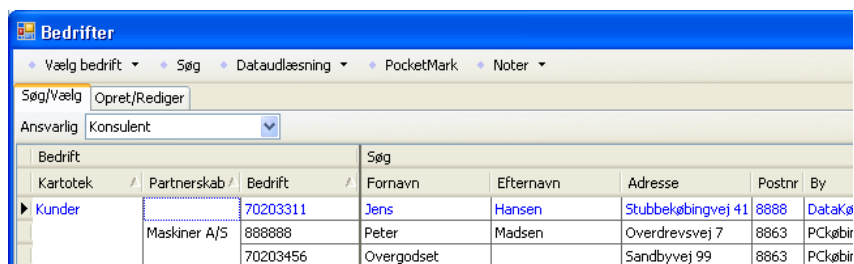 Bedrifter
Vælg bedrift Søg Dataudlæsning PocketMark Noter
Søg/Vælg Opret/Rediger
Ansvarlig Konsulent
Bedrift Søg
Kartotek Partnerskab Bedrift Fornavn Efternavn Adresse Postnr By
Kunder 70203311 Jens Hansen Stubbekøbingvej 41 8888
Maskiner A/S 888888 Peter Madsen Overdrevsvej 7 8863
70203456 Overgodset Sandbyvej 99 8863